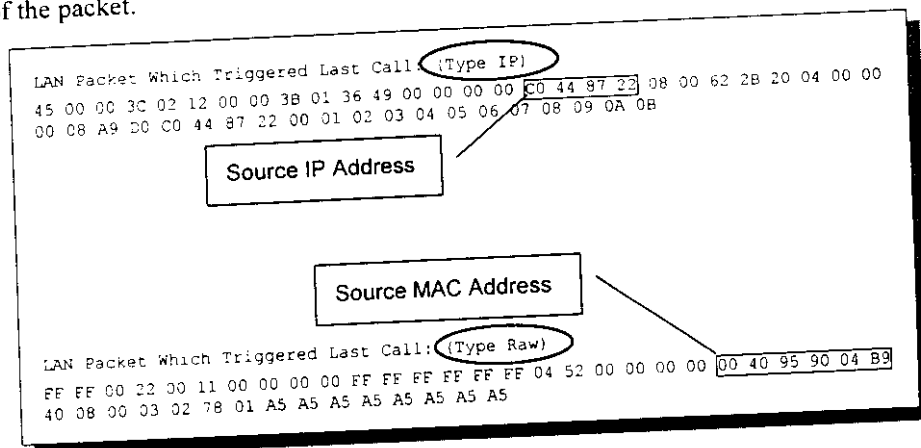 of the packet.
LAN Packet Which Triggered Last Call: (Type IP)
45 00 00 3C 02 12 00 00 3B 01 36 49 00 00 00 00 C0 44 87 22 08 00 62 2B 20 04 00 00
00 08 A9 D0 C0 44 87 22 00 01 02 03 04 05 06 07 08 09 0A 0B
Source IP Address
Source MAC Address
LAN Packet Which Triggered Last Call: (Type Raw)
FF FF 00 22 00 11 00 00 00 00 FF FF FF FF FF FF 04 52 00 00 00 00 00 40 95 90 04 B9
40 08 00 03 02 78 01 A5 A5 A5 A5 A5 A5 A5